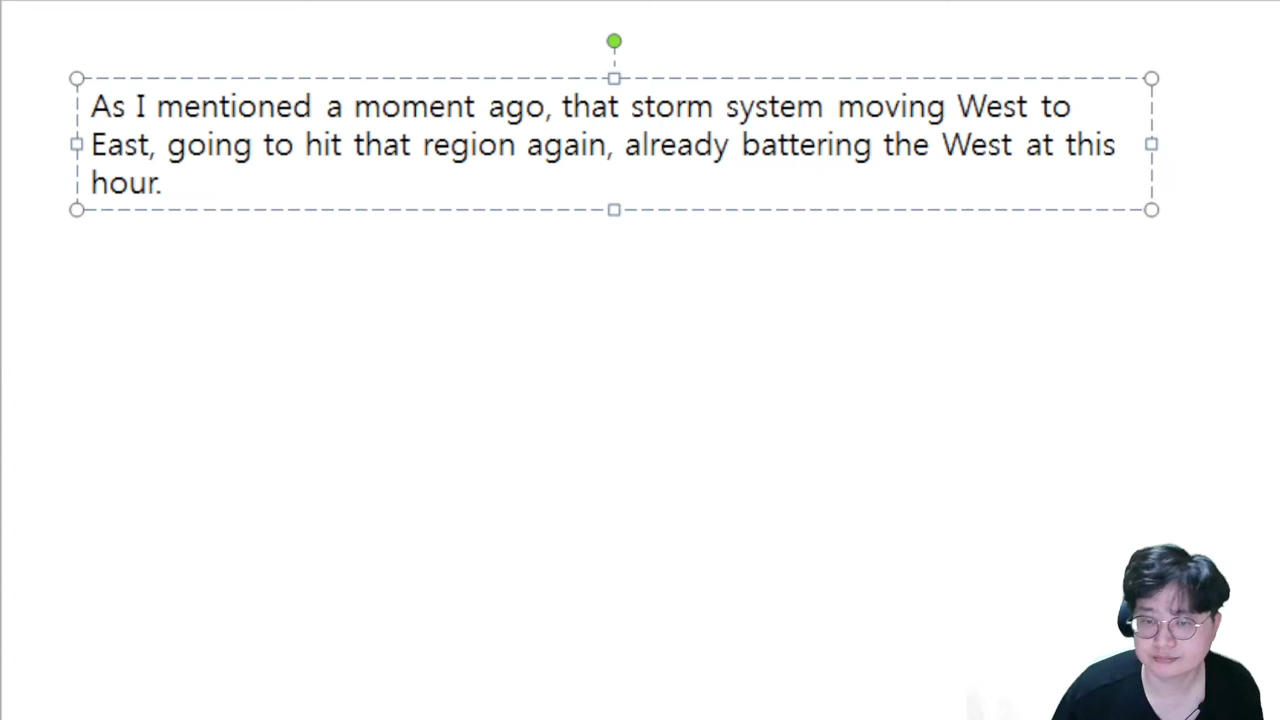 As I mentioned a moment ago, that storm system moving West to
East, going to hit that region again, already battering the West at this
hour.